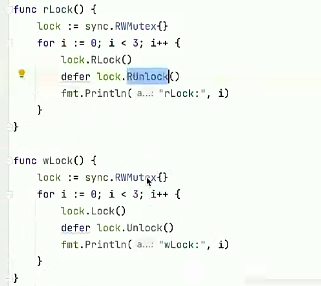 func rLock() {
lock := sync.RWMutex{}
for i := 0; i < 3; i++ {
lock.RLock()
defer lock.RUnlock()
fmt.Println( a...: "rLock:", i)
}
}
func wLock() {
lock := sync.RWMutex{}
for i := 0; i < 3; i++ {
lock.Lock()
defer lock.Unlock()
fmt.Println( a...: "wLock:", i)
}
}